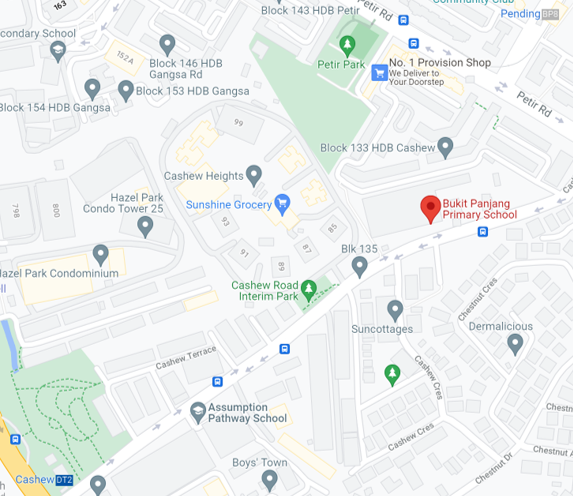 163
Community Club
Block 143 HDB Petir
Petir Rd
Pending BP8
condary School
152A
Block 146 HDB
Gangsa Rd
Petir Park
No. 1 Provision Shop
We Deliver to
Your Doorstep
Block 153 HDB Gangsa
Block 154 HDB Gangsa
Petir Rd
99
Block 133 HDB Cashew
Cashew Heights
Hazel Park
Condo Tower 25
Sunshine Grocery
Bukit Panjang
Primary School
798
800
93
85
91
87
89
Blk 135
Hazel Park Condominium
Cashew Road
Interim Park
Chestnut Cres
Suncottages
Dermalicious
Cashew Terrace
Cashew Cres
Assumption
Pathway School
Cashew Cres
Chestnut Dr
Boys' Town
Cashew DT2